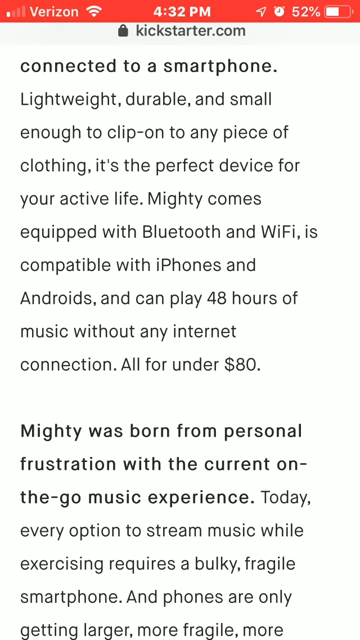 Verizon 4:32 PM 52%
kickstarter.com
connected to a smartphone.
Lightweight, durable, and small
enough to clip-on to any piece of
clothing, it's the perfect device for
your active life. Mighty comes
equipped with Bluetooth and WiFi, is
compatible with iPhones and
Androids, and can play 48 hours of
music without any internet
connection. All for under $80.
Mighty was born from personal
frustration with the current on-
the-go music experience. Today,
every option to stream music while
exercising requires a bulky, fragile
smartphone. And phones are only
getting larger, more fragile, more